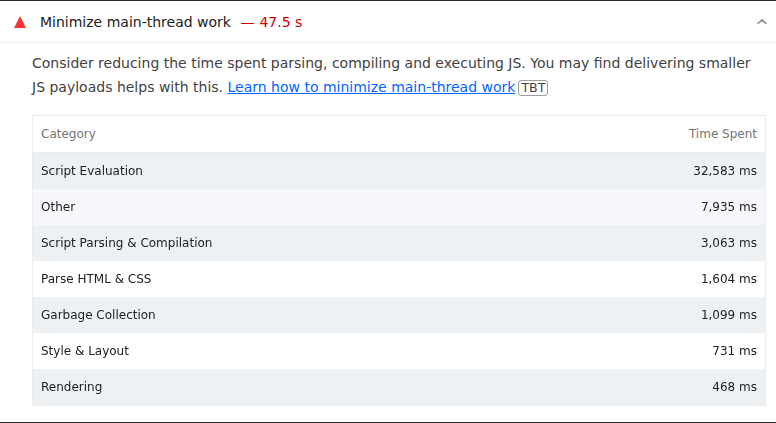 Minimize main-thread work — 47.5 s
Consider reducing the time spent parsing, compiling and executing JS. You may find delivering smaller
JS payloads helps with this. Learn how to minimize main-thread work TBT
Category Time Spent
Script Evaluation 32,583 ms
Other 7,935 ms
Script Parsing & Compilation 3,063 ms
Parse HTML & CSS 1,604 ms
Garbage Collection 1,099 ms
Style & Layout 731 ms
Rendering 468 ms